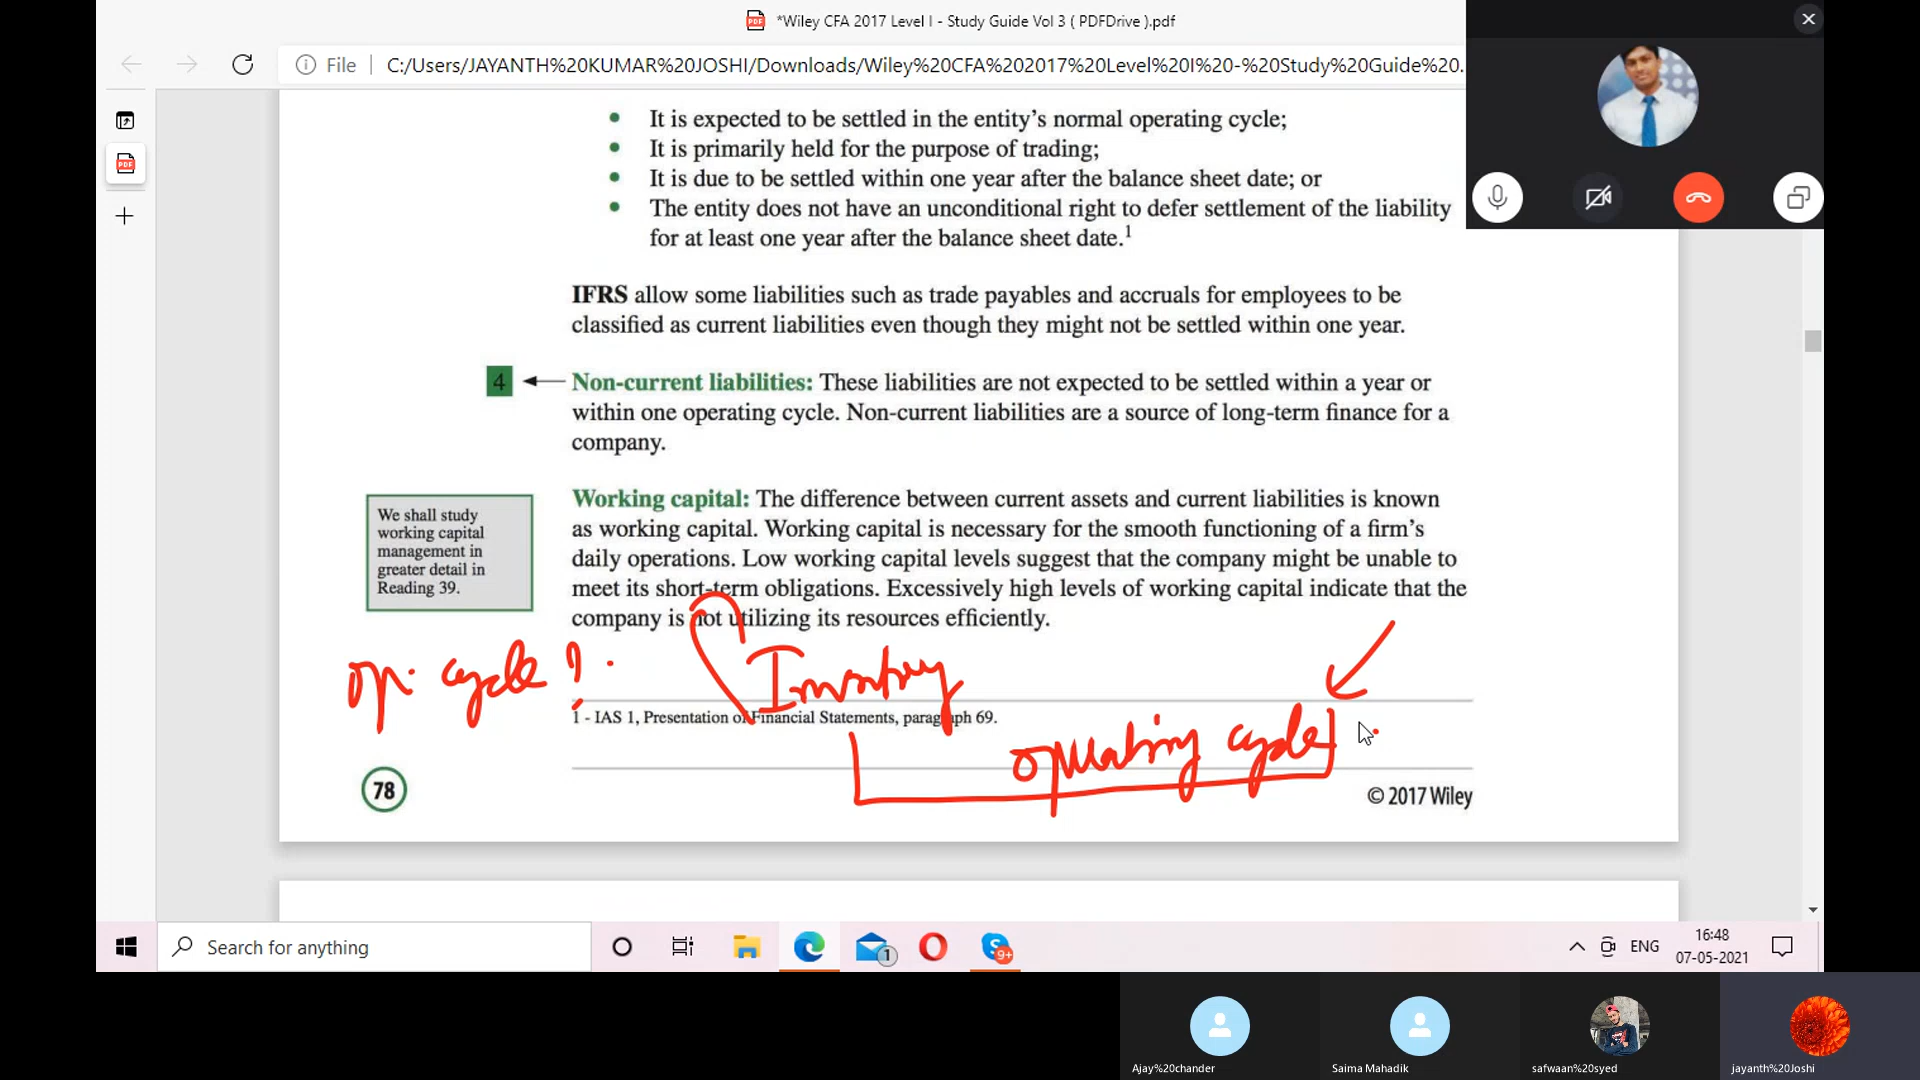 *Wiley CFA 2017 Level I - Study Guide Vol 3 ( PDFDrive ).pdf
File
C:/Users/JAYANTH%20KUMAR%20JOSHI/Downloads/Wiley%20CFA%202017%20Level%20I%20-%20Study%20Guide%20.
• It is expected to be settled in the entity's normal operating cycle;
• It is primarily held for the purpose of trading;
• It is due to be settled within one year after the balance sheet date; or
• The entity does not have an unconditional right to defer settlement of the liability
for at least one year after the balance sheet date.1
IFRS allow some liabilities such as trade payables and accruals for employees to be
classified as current liabilities even though they might not be settled within one year.
4
Non-current liabilities: These liabilities are not expected to be settled within a year or
within one operating cycle. Non-current liabilities are a source of long-term finance for a
company.
We shall study
working capital
management in
greater detail in
Reading 39.
Working capital: The difference between current assets and current liabilities is known
as working capital. Working capital is necessary for the smooth functioning of a firm's
daily operations. Low working capital levels suggest that the company might be unable to
meet its short-term obligations. Excessively high levels of working capital indicate that the
company is not utilizing its resources efficiently.
op. cycle ?
Inventory
1 - IAS 1, Presentation of Financial Statements, paragraph 69.
operating cycle
78
© 2017 Wiley
PDF
Search for anything
1
9+
ENG
16:48
07-05-2021
Ajay%20chander
Saima Mahadik
safwaan%20syed
jayanth%20Joshi